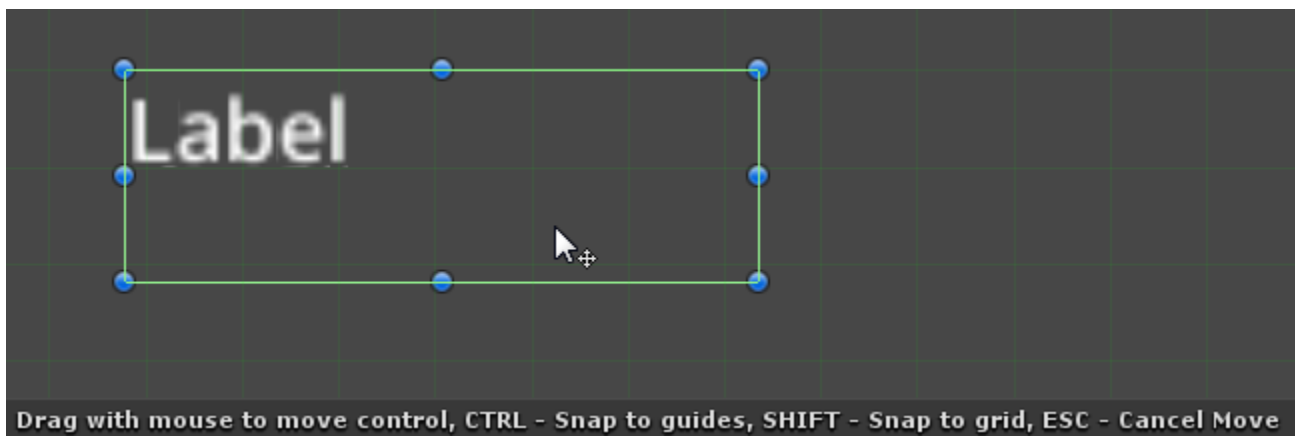 Label
Drag with mouse to move control, CTRL - Snap to guides, SHIFT - Snap to grid, ESC - Cancel Move